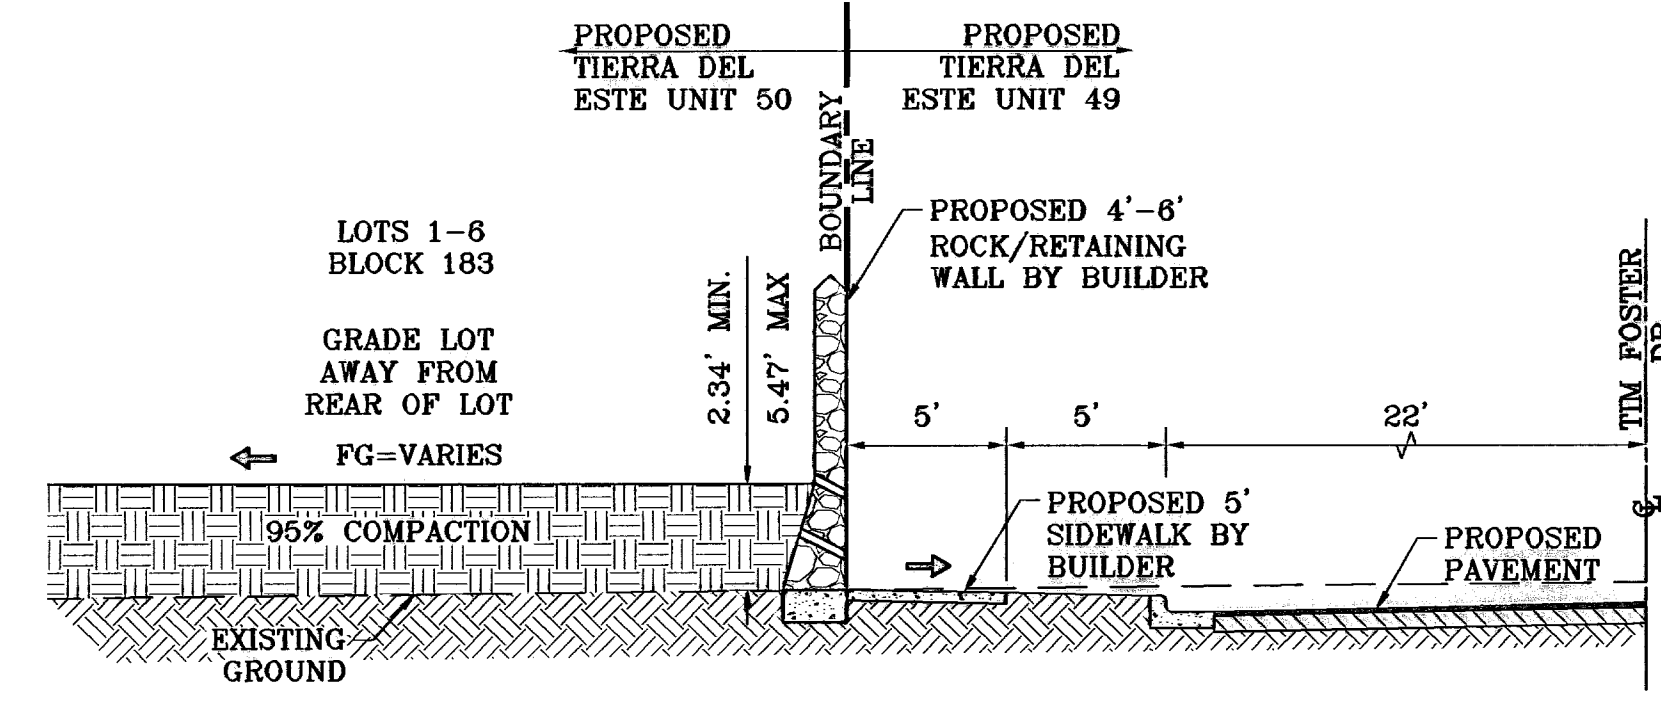 PROPOSED
TIERRA DEL
ESTE UNIT 50
PROPOSED
TIERRA DEL
ESTE UNIT 49
BOUNDARY
LINE
LOTS 1-6
BLOCK 183
PROPOSED 4'-6'
ROCK/RETAINING
WALL BY BUILDER
GRADE LOT
AWAY FROM
REAR OF LOT
FG=VARIES
2.34' MIN.
5.47' MAX
5'
5'
22'
TIM FOSTER
DR
℄
95% COMPACTION
PROPOSED 5'
SIDEWALK BY
BUILDER
PROPOSED
PAVEMENT
EXISTING
GROUND